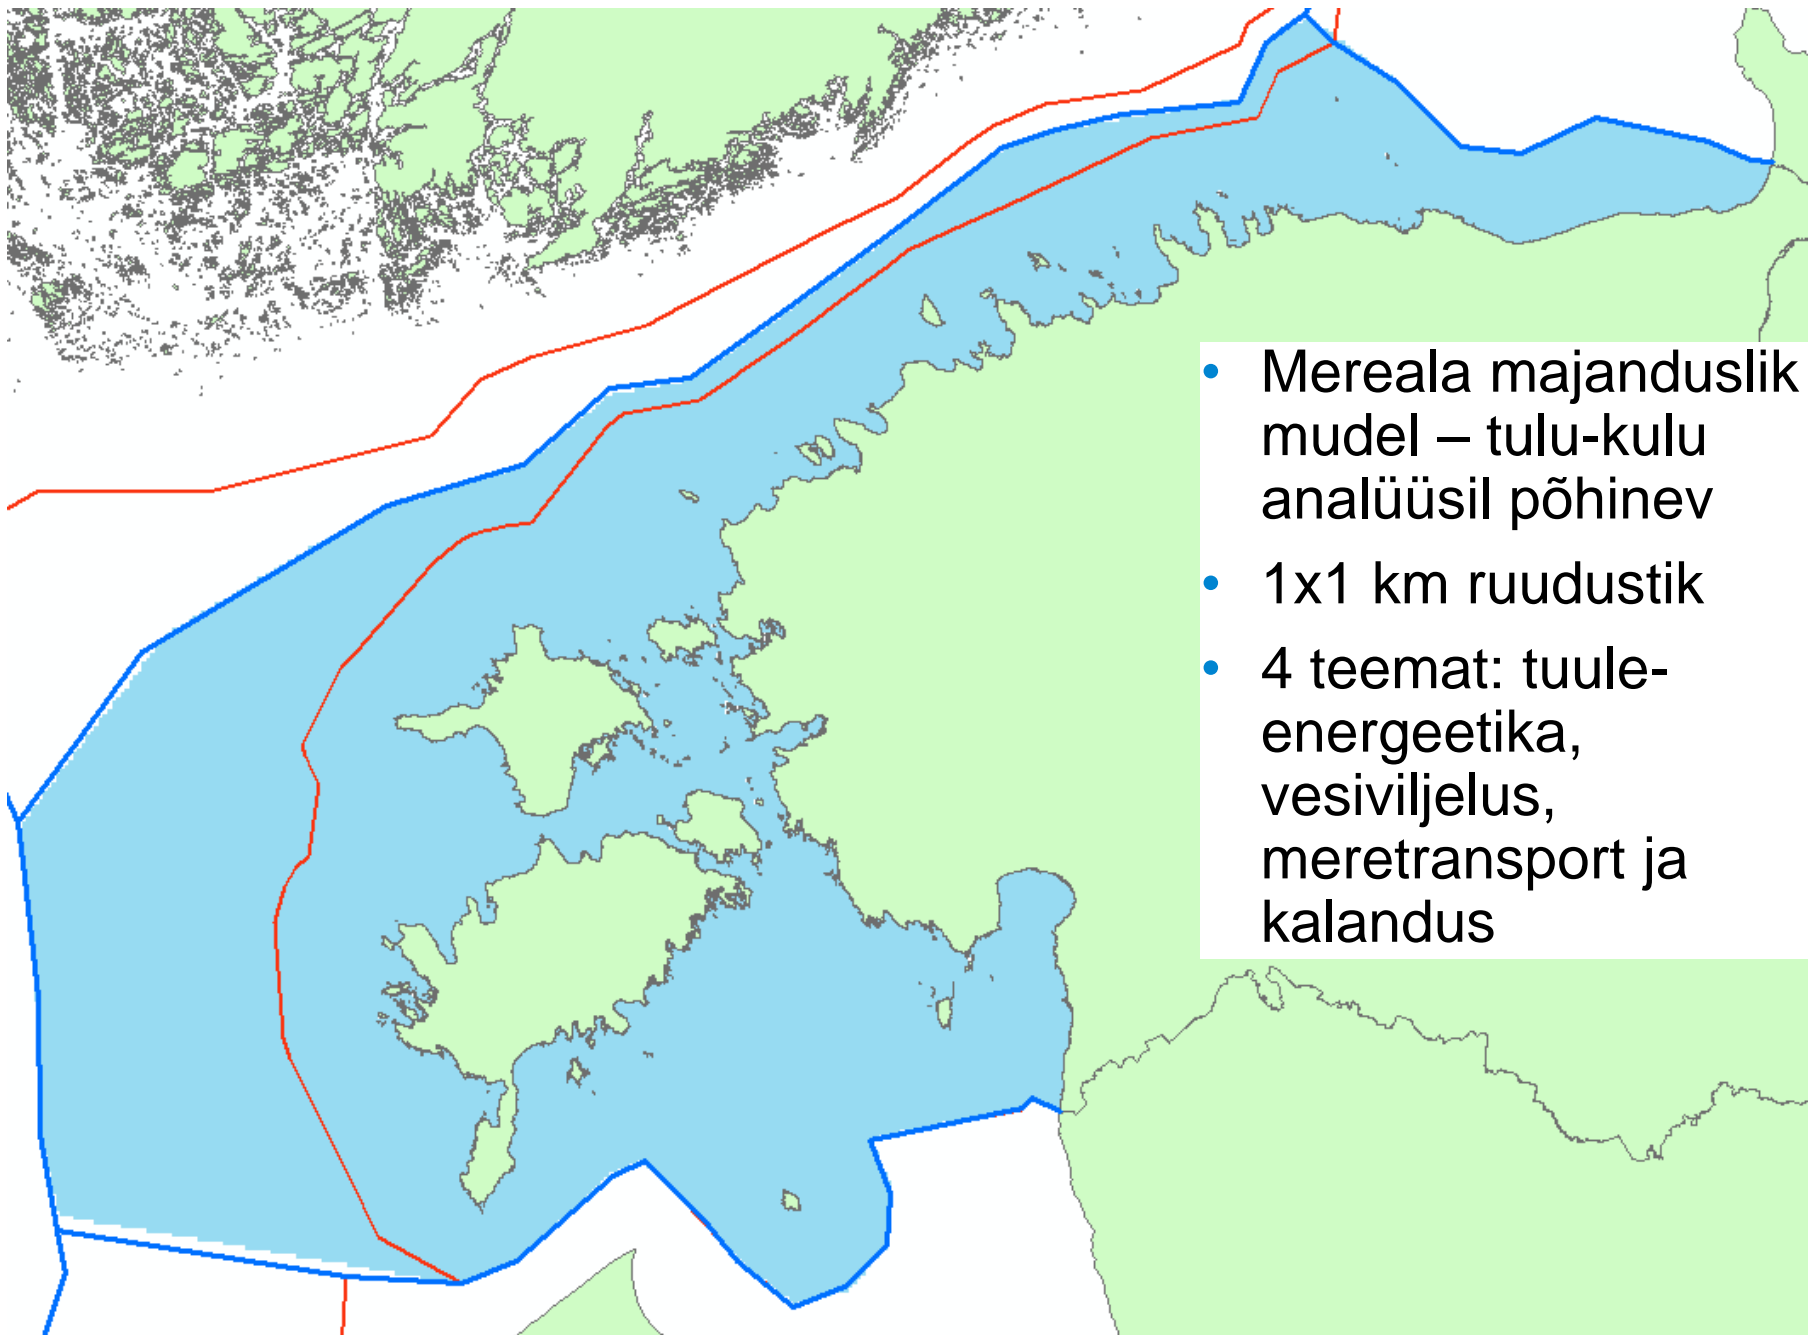 • Mereala majanduslik
mudel – tulu-kulu
analüüsil põhinev
• 1x1 km ruudustik
• 4 teemat: tuule-
energeetika,
vesiviljelus,
meretransport ja
kalandus